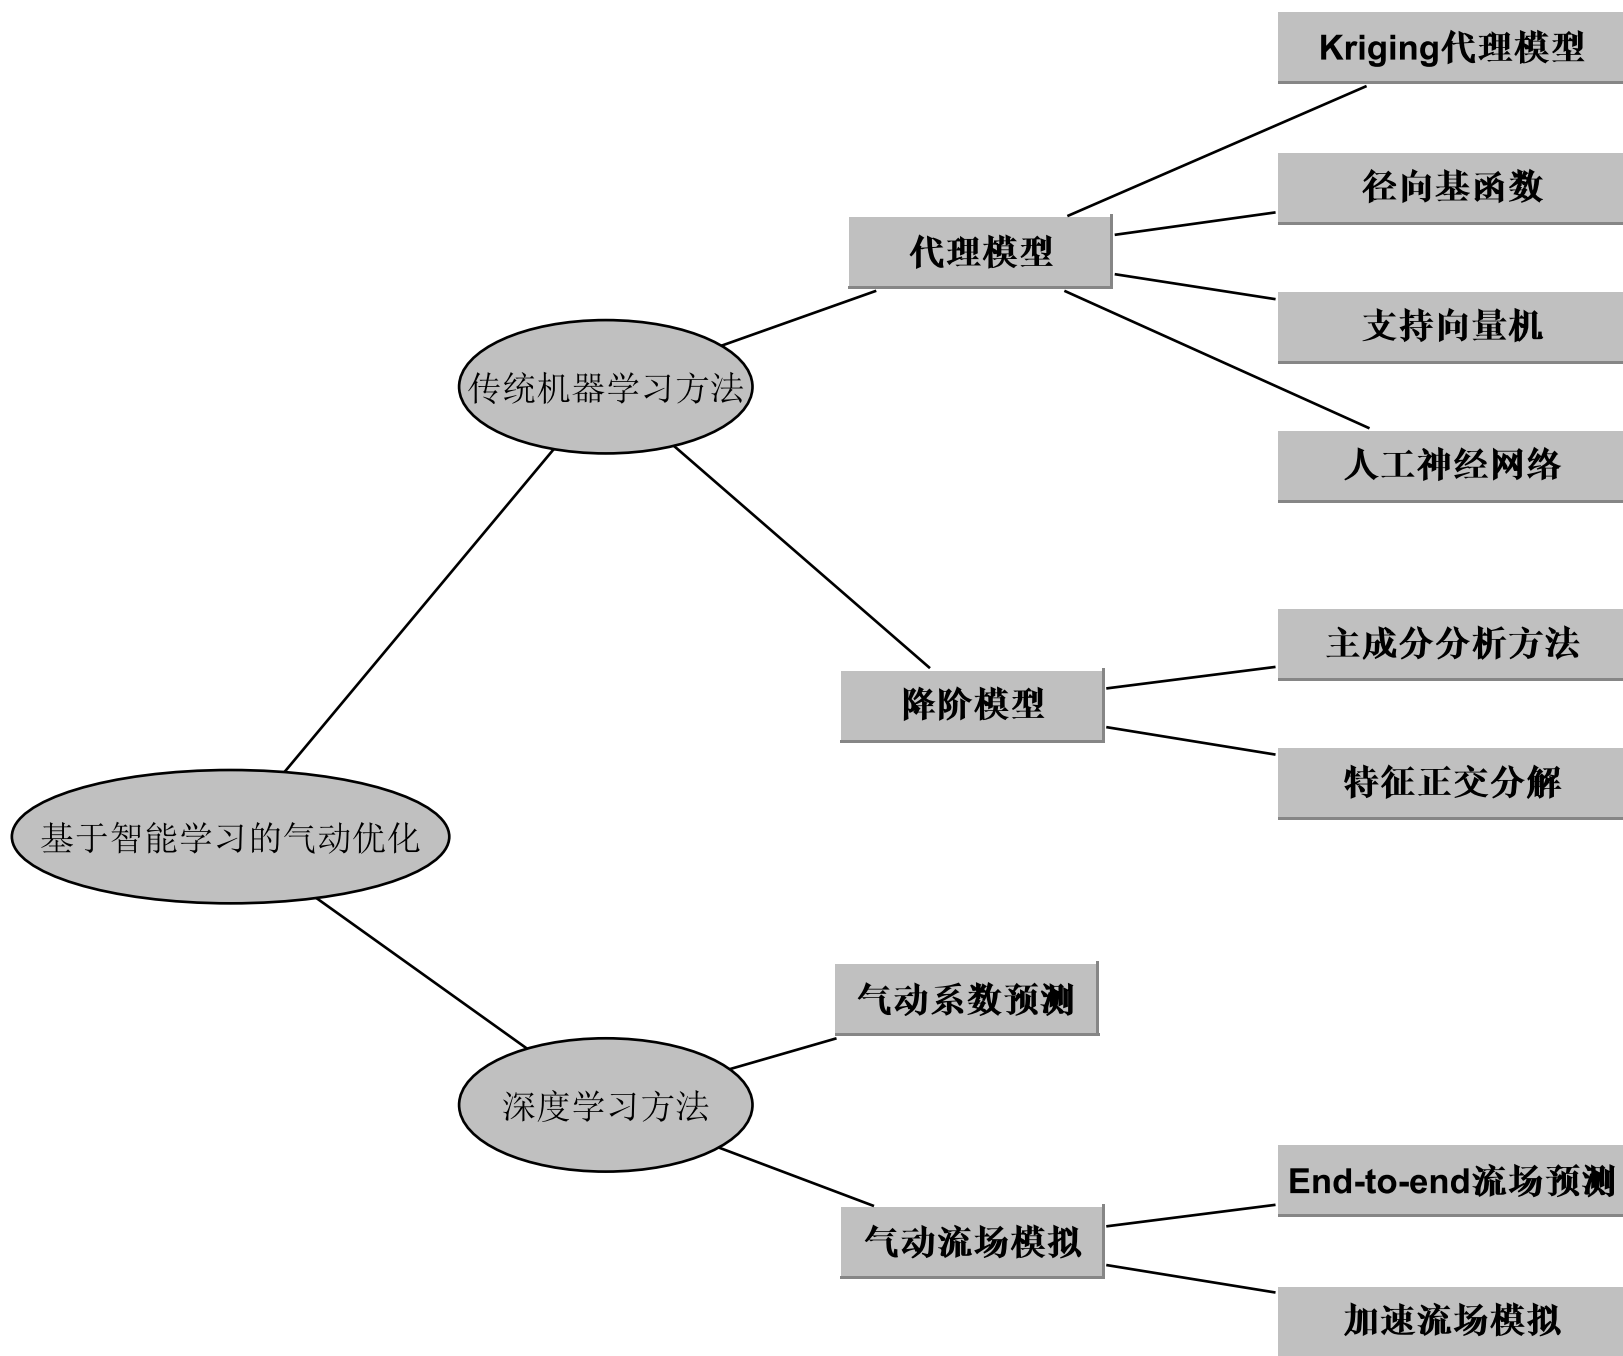 Kriging代理模型
径向基函数
代理模型
支持向量机
传统机器学习方法
人工神经网络
主成分分析方法
降阶模型
特征正交分解
基于智能学习的气动优化
气动系数预测
深度学习方法
End-to-end流场预测
气动流场模拟
加速流场模拟